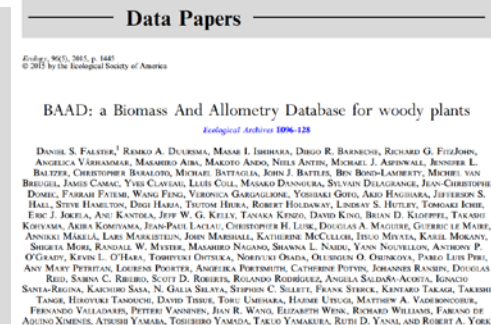 Data Papers
Ecology, 96(5), 2015, p. 1445
© 2015 by the Ecological Society of America
BAAD: a Biomass And Allometry Database for woody plants
Ecological Archives E096-128
DANIEL S. FALSTER,¹ REMKO A. DUURSMA, MASAE I. ISHIHARA, DIEGO R. BARNECHE, RICHARD G. FITZJOHN,
ANGELICA VÅRHAMMAR, MASAHIRO AIBA, MAKOTO ANDO, NIELS ANTEN, MICHAEL J. ASPINWALL, JENNIFER L.
BALTZER, CHRISTOPHER BARALOTO, MICHAEL BATTAGLIA, JOHN J. BATTLES, BEN BOND-LAMBERTY, MICHIEL VAN
BREUGEL, JAMES CAMAC, YVES CLAVEAU, LLUÍS COLL, MASAKO DANNOURA, SYLVAIN DELAGRANGE, JEAN-CHRISTOPHE
DOMEC, FARRAH FATEMI, WANG FENG, VERONICA GARGAGLIONE, YOSHIAKI GOTO, AKIO HAGIHARA, JEFFERSON S.
HALL, STEVE HAMILTON, DEGI HARJA, TSUTOM HIURA, ROBERT HOLDAWAY, LINDSAY S. HUTLEY, TOMOAKI ICHIE,
ERIC J. JOKELA, ANU KANTOLA, JEFF W. G. KELLY, TANAKA KENZO, DAVID KING, BRIAN D. KLOEPPEL, TAKASHI
KOHYAMA, AKIRA KOMIYAMA, JEAN-PAUL LACLAU, CHRISTOPHER H. LUSK, DOUGLAS A. MAGUIRE, GUERRIC LE MAIRE,
ANNIKKI MÄKELÄ, LARS MARKESTEIJN, JOHN MARSHALL, KATHERINE MCCULLOH, ITSUO MIYATA, KAREL MOKANY,
SHIGETA MORI, RANDALL W. MYSTER, MASAHIRO NAGANO, SHAWNA L. NAIDU, YANN NOUVELLON, ANTHONY P.
O'GRADY, KEVIN L. O'HARA, TOSHIYUKI OHTSUKA, NORIYUKI OSADA, OLUSEGUN O. OSUNKOYA, PABLO LUIS PERI,
ANY MARY PETRITAN, LOURENS POORTER, ANGELIKA PORTSMUTH, CATHERINE POTVIN, JOHANNES RANSIJN, DOUGLAS
REID, SABINA C. RIBEIRO, SCOTT D. ROBERTS, ROLANDO RODRÍGUEZ, ANGELA SALDAÑA-ACOSTA, IGNACIO
SANTA-REGINA, KAICHIRO SASA, N. GALIA SELAYA, STEPHEN C. SILLETT, FRANK STERCK, KENTARO TAKAGI, TAKESHI
TANGE, HIROYUKI TANOUCHI, DAVID TISSUE, TORU UMEHARA, HAJIME UTSUGI, MATTHEW A. VADEBONCOEUR,
FERNANDO VALLADARES, PETTERI VANNINEN, JIAN R. WANG, ELIZABETH WENK, RICHARD WILLIAMS, FABIANO DE
AQUINO XIMENES, ATSUSHI YAMABA, TOSHIHIRO YAMADA, TAKUO YAMAKURA, RUTH D. YANAI, AND ROBERT A. YORK